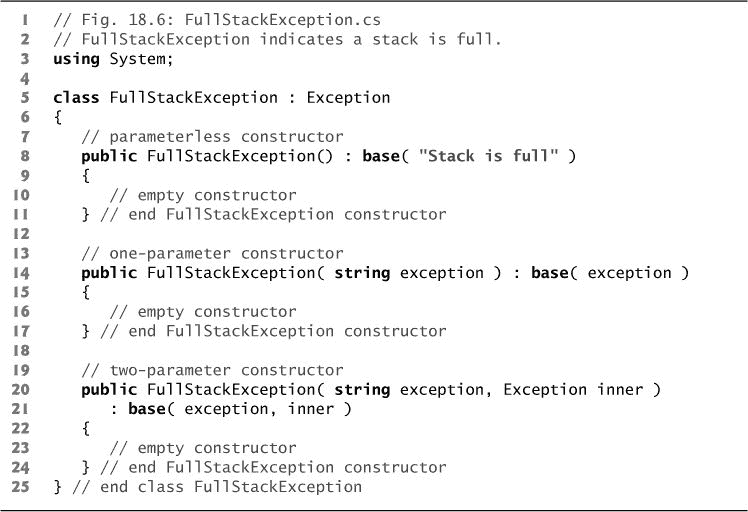 1 // Fig. 18.6: FullStackException.cs
2 // FullStackException indicates a stack is full.
3 using System;
4
5 class FullStackException : Exception
6 {
7 // parameterless constructor
8 public FullStackException() : base( "Stack is full" )
9 {
10 // empty constructor
11 } // end FullStackException constructor
12
13 // one-parameter constructor
14 public FullStackException( string exception ) : base( exception )
15 {
16 // empty constructor
17 } // end FullStackException constructor
18
19 // two-parameter constructor
20 public FullStackException( string exception, Exception inner )
21 : base( exception, inner )
22 {
23 // empty constructor
24 } // end FullStackException constructor
25 } // end class FullStackException